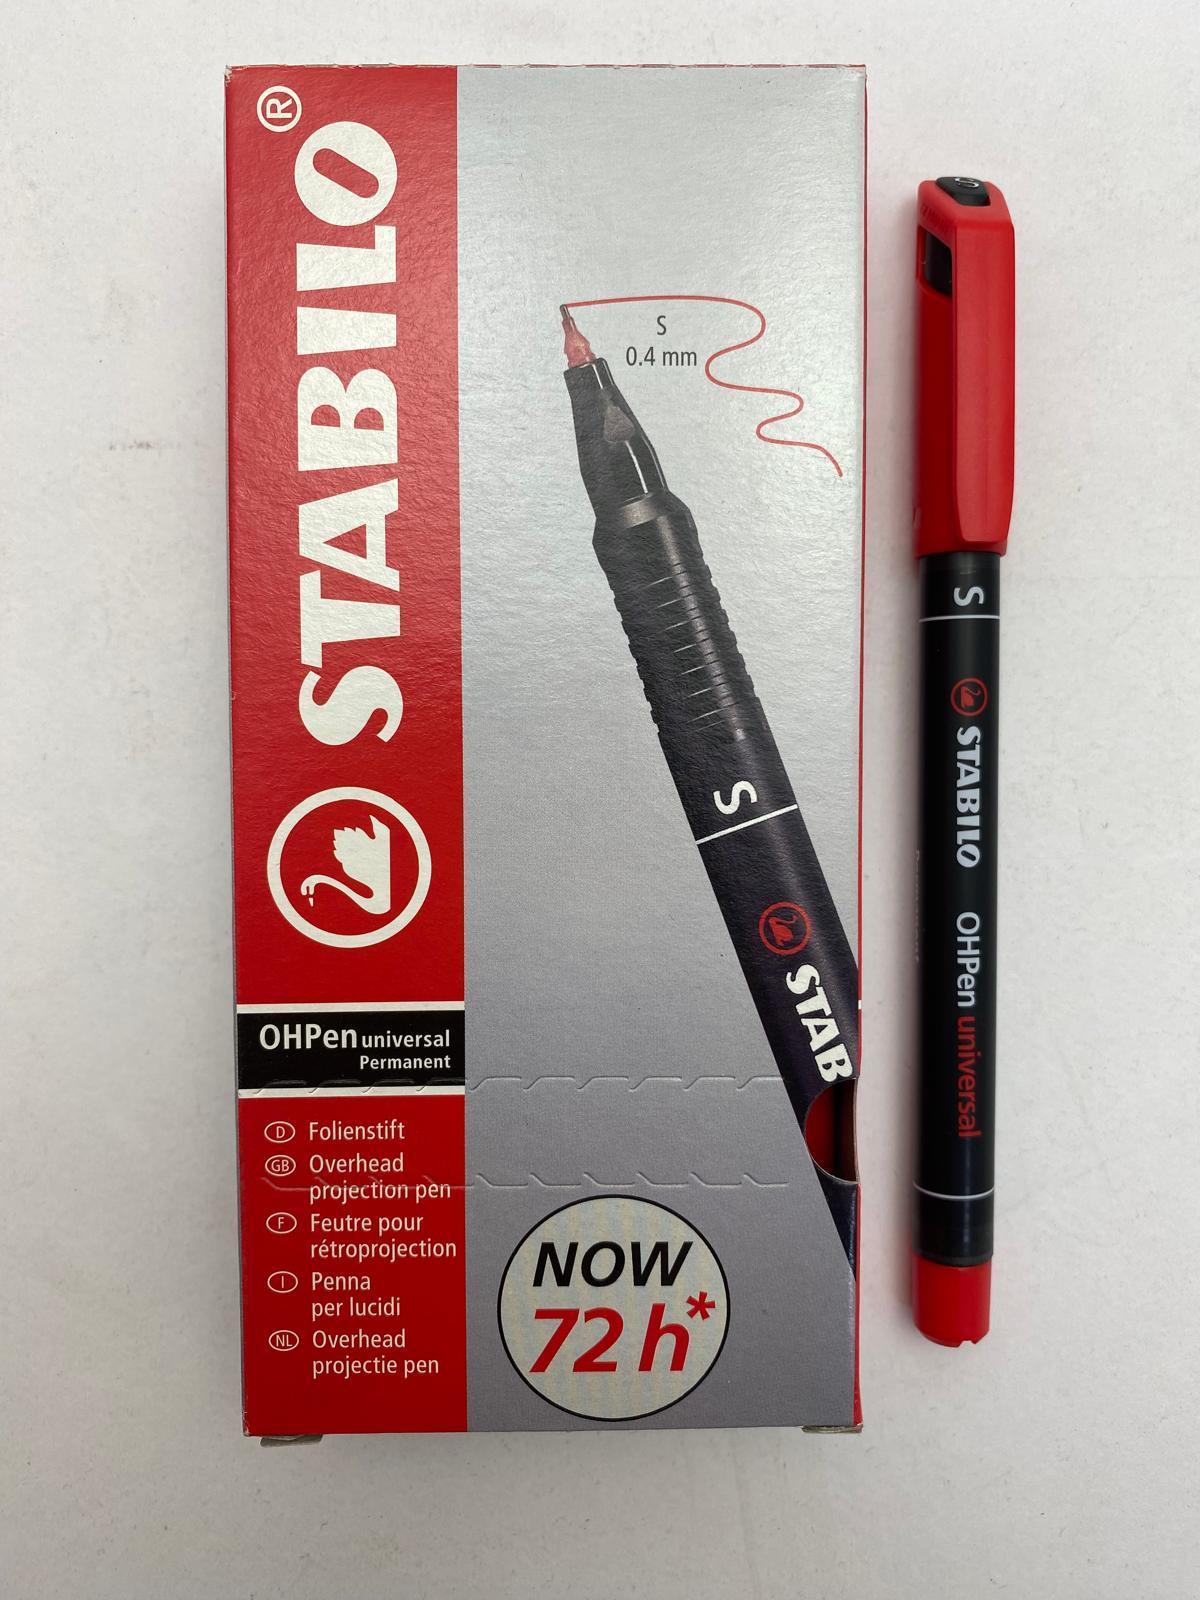 STABILO®
S
0.4 mm
S
STAB
OHPen universal
Permanent
D Folienstift
GB Overhead
projection pen
F Feutre pour
rétroprojection
I Penna
per lucidi
NL Overhead
projectie pen
NOW
72 h*
S
S
STABILO OHPen universal